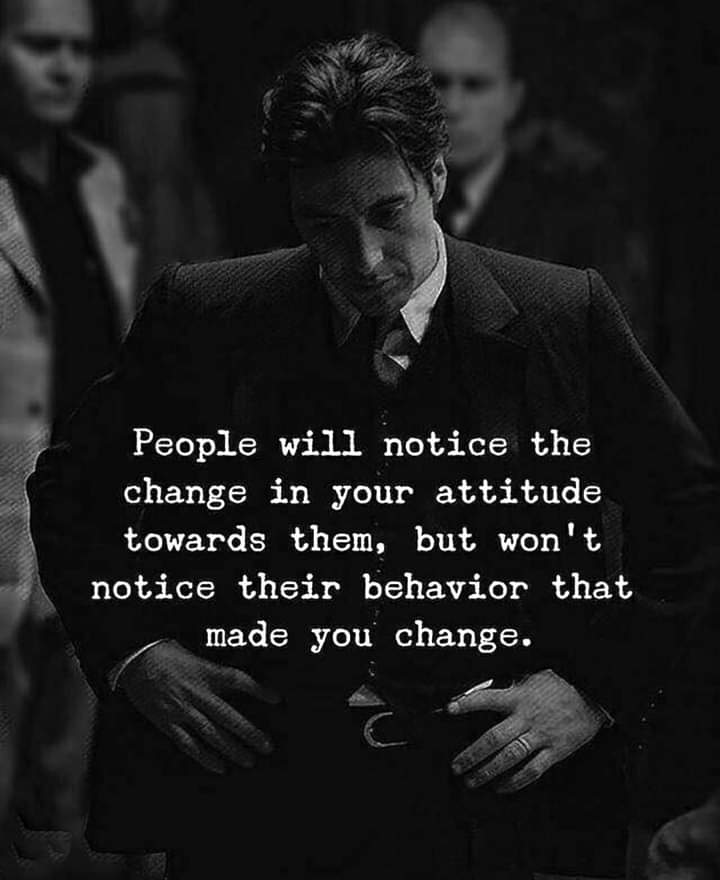 People will notice the
change in your attitude
towards them, but won't
notice their behavior that
made you change.